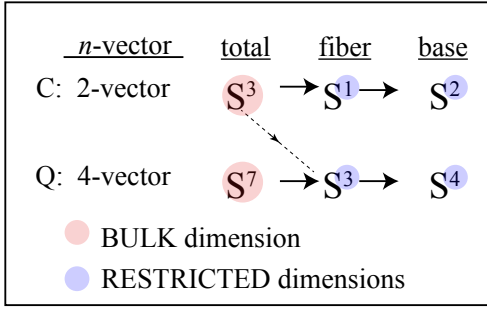 n-vector total fiber base
C: 2-vector S³ S¹ S²
Q: 4-vector S⁷ S³ S⁴
BULK dimension
RESTRICTED dimensions